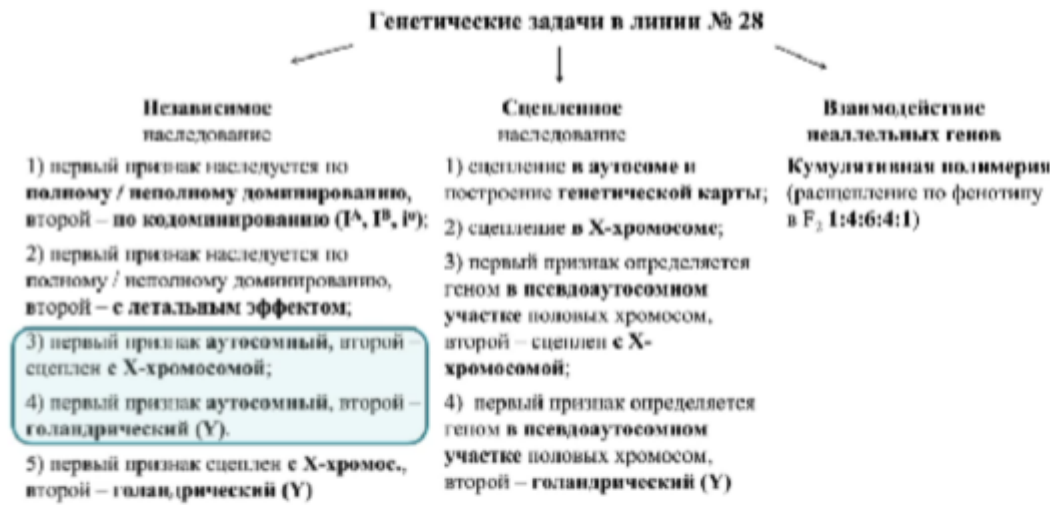 Генетические задачи в линии № 28
Независимое
наследование
1) первый признак наследуется по
полному / неполному доминированию,
второй – по кодоминированию (Iᴬ, Iᴮ, i⁰);
2) первый признак наследуется по
полному / неполному доминированию,
второй – с летальным эффектом;
3) первый признак аутосомный, второй –
сцеплен с X-хромосомой;
4) первый признак аутосомный, второй –
голандрический (Y).
5) первый признак сцеплен с X-хромос.,
второй – голандрический (Y)
Сцепленное
наследование
1) сцепление в аутосоме и
построение генетической карты;
2) сцепление в X-хромосоме;
3) первый признак определяется
геном в псевдоаутосомном
участке половых хромосом,
второй – сцеплен с X-
хромосомой;
4) первый признак определяется
геном в псевдоаутосомном
участке половых хромосом,
второй – голандрический (Y)
Взаимодействие
неаллельных генов
Кумулятивная полимерия
(расщепление по фенотипу
в F₂ 1:4:6:4:1)